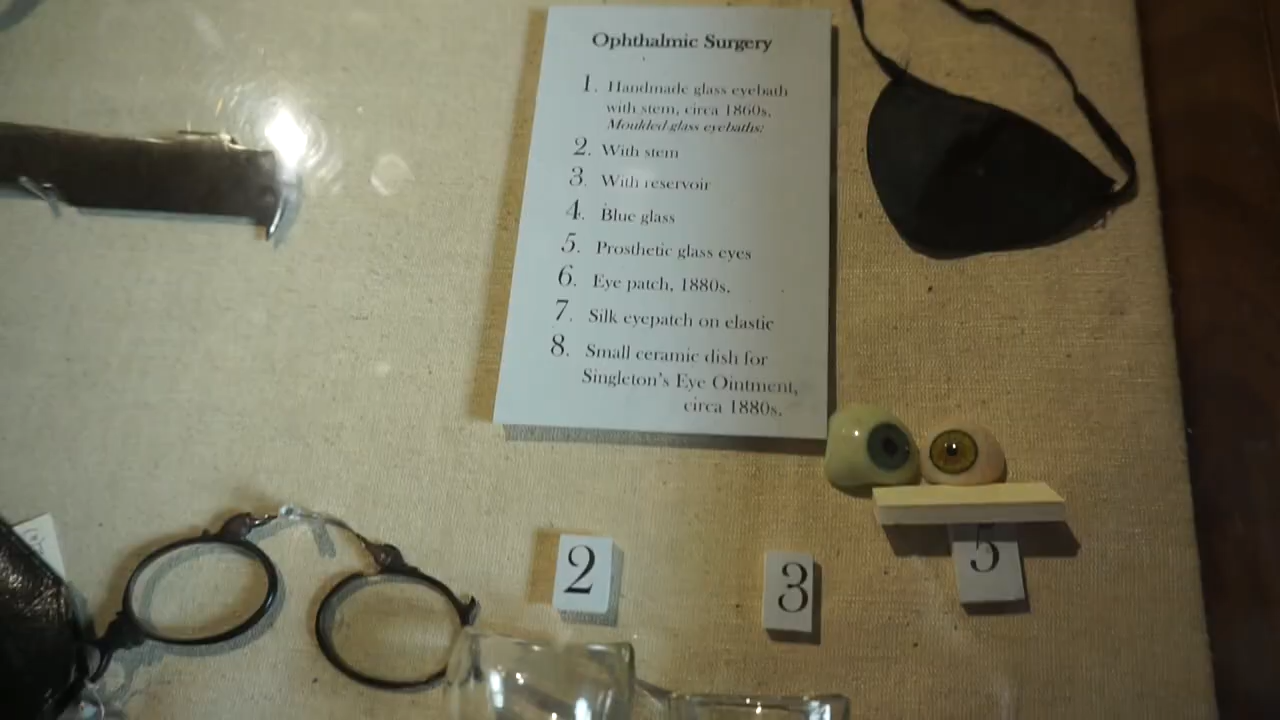 Ophthalmic Surgery
1. Handmade glass eyebath
with stem, circa 1860s.
Moulded glass eyebaths:
2. With stem
3. With reservoir
4. Blue glass
5. Prosthetic glass eyes
6. Eye patch, 1880s.
7. Silk eyepatch on elastic
8. Small ceramic dish for
Singleton's Eye Ointment,
circa 1880s.
2
3
5